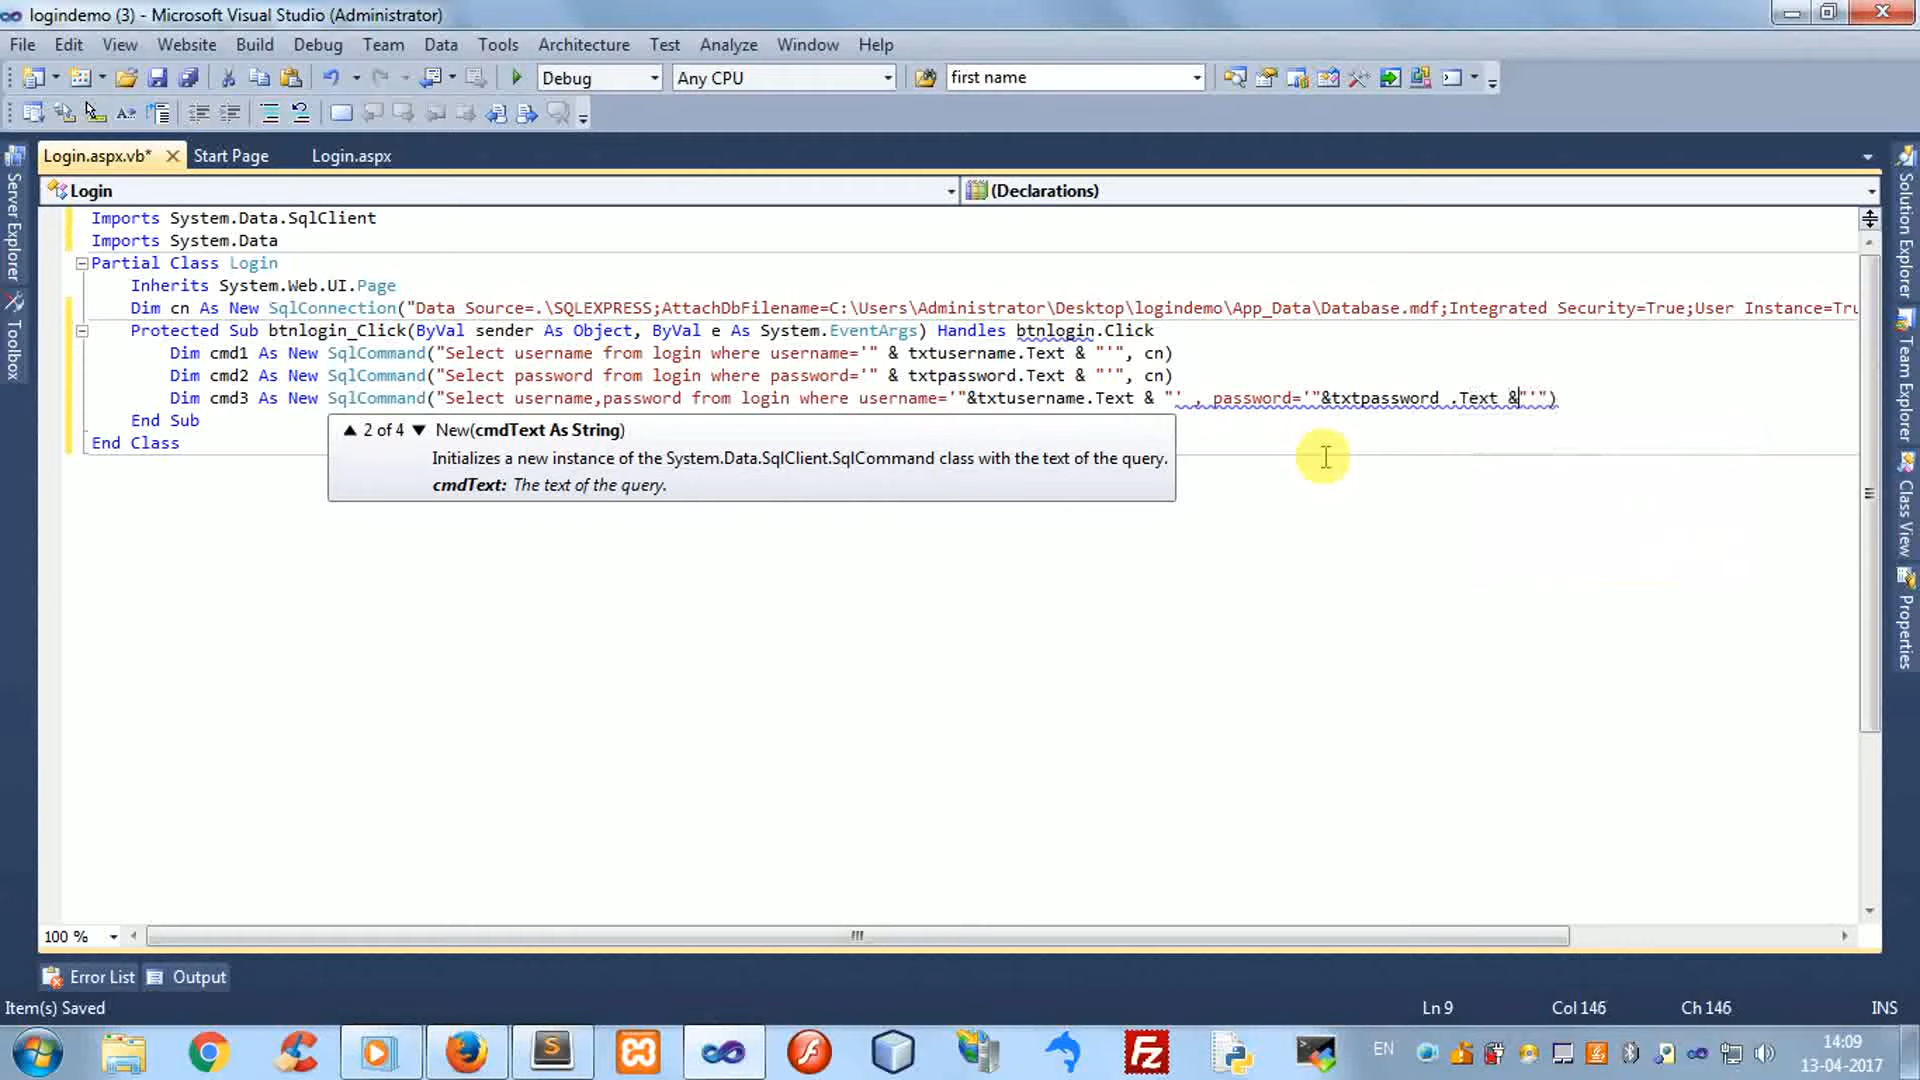 logindemo (3) - Microsoft Visual Studio (Administrator)
File Edit View Website Build Debug Team Data Tools Architecture Test Analyze Window Help
Debug Any CPU first name
Login.aspx.vb* Start Page Login.aspx
Login (Declarations)
Imports System.Data.SqlClient
Imports System.Data
Partial Class Login
Inherits System.Web.UI.Page
Dim cn As New SqlConnection("Data Source=.\SQLEXPRESS;AttachDbFilename=C:\Users\Administrator\Desktop\logindemo\App_Data\Database.mdf;Integrated Security=True;User Instance=Tru
Protected Sub btnlogin_Click(ByVal sender As Object, ByVal e As System.EventArgs) Handles btnlogin.Click
Dim cmd1 As New SqlCommand("Select username from login where username='" & txtusername.Text & "'", cn)
Dim cmd2 As New SqlCommand("Select password from login where password='" & txtpassword.Text & "'", cn)
Dim cmd3 As New SqlCommand("Select username,password from login where username='"&txtusername.Text & "' , password='"&txtpassword .Text &"'")
End Sub
End Class
2 of 4 New(cmdText As String)
Initializes a new instance of the System.Data.SqlClient.SqlCommand class with the text of the query.
cmdText: The text of the query.
Server Explorer
Toolbox
Solution Explorer
Team Explorer
Class View
Properties
100 %
Error List Output
Item(s) Saved Ln 9 Col 146 Ch 146 INS
EN
14:09
13-04-2017